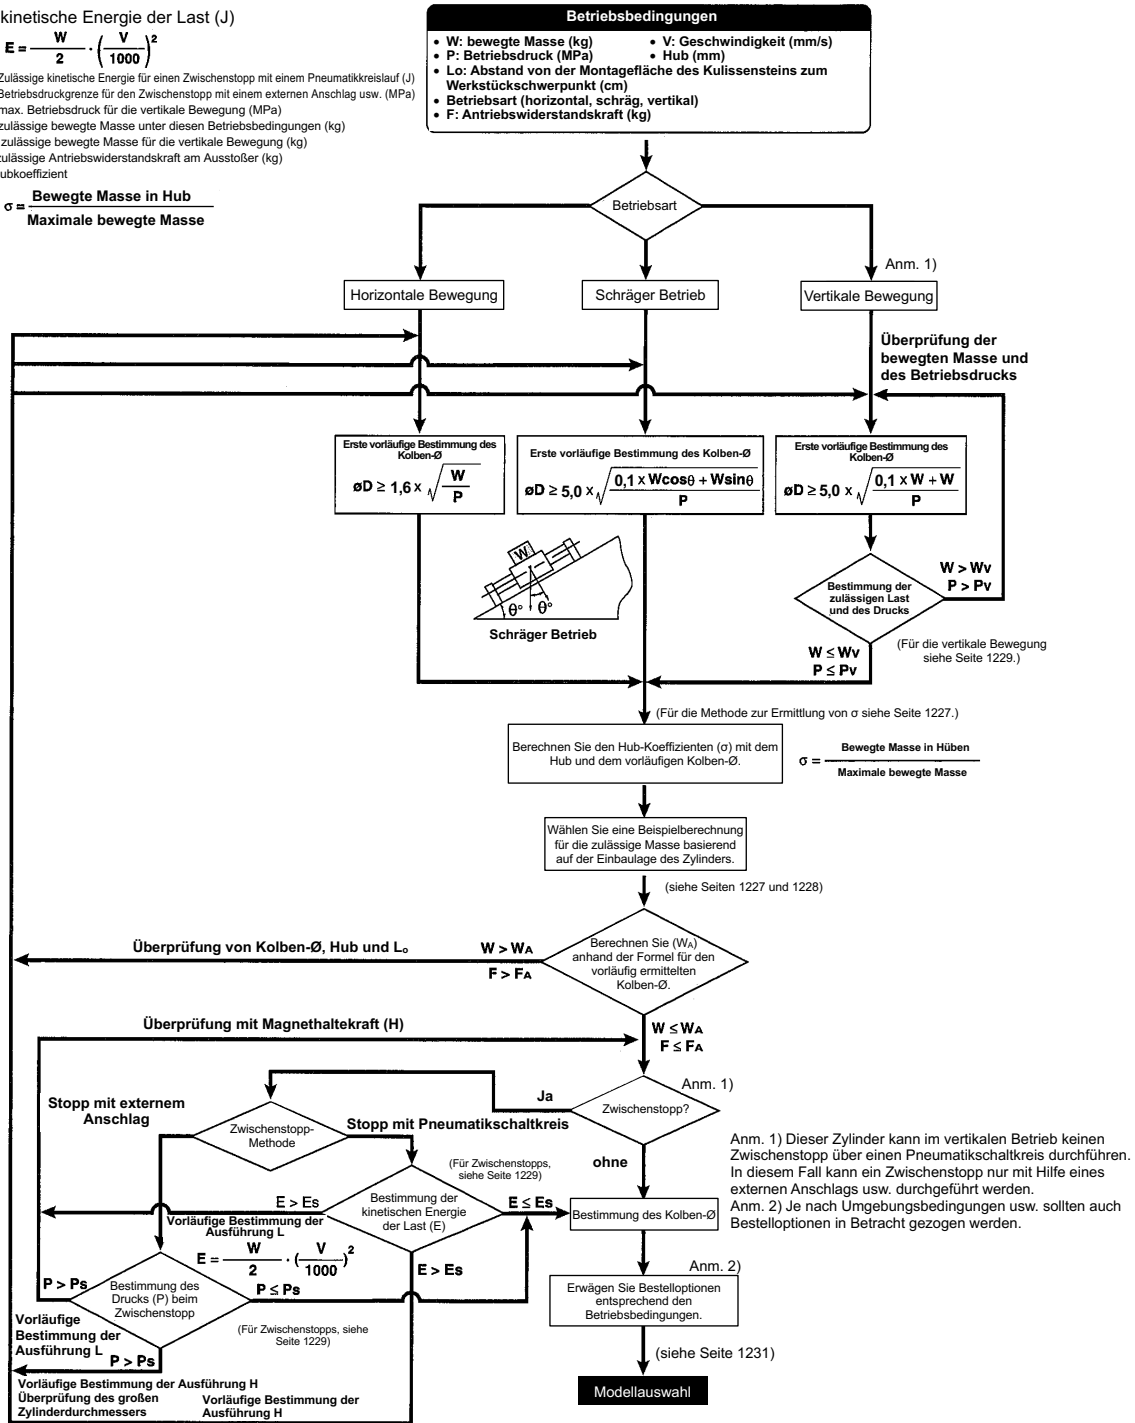 kinetische Energie der Last (J)
E = W/2 · (V/1000)²
Zulässige kinetische Energie für einen Zwischenstopp mit einem Pneumatikkreislauf (J)
Betriebsdruckgrenze für den Zwischenstopp mit einem externen Anschlag usw. (MPa)
max. Betriebsdruck für die vertikale Bewegung (MPa)
zulässige bewegte Masse unter diesen Betriebsbedingungen (kg)
zulässige bewegte Masse für die vertikale Bewegung (kg)
zulässige Antriebswiderstandskraft am Ausstoßer (kg)
ubkoeffizient
σ = Bewegte Masse in Hub
Maximale bewegte Masse
Betriebsbedingungen
• W: bewegte Masse (kg) • V: Geschwindigkeit (mm/s)
• P: Betriebsdruck (MPa) • Hub (mm)
• Lo: Abstand von der Montagefläche des Kulissensteins zum
Werkstückschwerpunkt (cm)
• Betriebsart (horizontal, schräg, vertikal)
• F: Antriebswiderstandskraft (kg)
Betriebsart
Anm. 1)
Horizontale Bewegung
Schräger Betrieb
Vertikale Bewegung
Überprüfung der
bewegten Masse und
des Betriebsdrucks
Erste vorläufige Bestimmung des
Kolben-Ø
øD ≥ 1,6 x √(W/P)
Erste vorläufige Bestimmung des Kolben-Ø
øD ≥ 5,0 x √((0,1 x Wcosθ + Wsinθ)/P)
Erste vorläufige Bestimmung des
Kolben-Ø
øD ≥ 5,0 x √((0,1 x W + W)/P)
W
θ° θ°
Schräger Betrieb
Bestimmung der
zulässigen Last
und des Drucks
W > Wv
P > Pv
W ≤ Wv
P ≤ Pv
(Für die vertikale Bewegung
siehe Seite 1229.)
(Für die Methode zur Ermittlung von σ siehe Seite 1227.)
Berechnen Sie den Hub-Koeffizienten (σ) mit dem
Hub und dem vorläufigen Kolben-Ø.
σ = Bewegte Masse in Hüben
Maximale bewegte Masse
Wählen Sie eine Beispielberechnung
für die zulässige Masse basierend
auf der Einbaulage des Zylinders.
(siehe Seiten 1227 und 1228)
Berechnen Sie (WA)
anhand der Formel für den
vorläufig ermittelten
Kolben-Ø.
Überprüfung von Kolben-Ø, Hub und Lo
W > WA
F > FA
W ≤ WA
F ≤ FA
Überprüfung mit Magnethaltekraft (H)
Anm. 1)
Zwischenstopp?
Ja
ohne
Stopp mit externem
Anschlag
Zwischenstopp-
Methode
Stopp mit Pneumatikschaltkreis
(Für Zwischenstopps,
siehe Seite 1229)
Bestimmung der
kinetischen Energie
der Last (E)
E > Es
Vorläufige Bestimmung der
Ausführung L
E ≤ Es
Bestimmung des Kolben-Ø
E = W/2 · (V/1000)²
E > Es
P > Ps
Bestimmung des
Drucks (P) beim
Zwischenstopp
P ≤ Ps
(Für Zwischenstopps, siehe
Seite 1229)
Vorläufige
Bestimmung der
Ausführung L
P > Ps
Vorläufige Bestimmung der Ausführung H
Überprüfung des großen
Zylinderdurchmessers
Vorläufige Bestimmung der
Ausführung H
Anm. 2)
Erwägen Sie Bestelloptionen
entsprechend den
Betriebsbedingungen.
(siehe Seite 1231)
Modellauswahl
Anm. 1) Dieser Zylinder kann im vertikalen Betrieb keinen
Zwischenstop über einen Pneumatikschaltkreis durchführen.
In diesem Fall kann ein Zwischenstopp nur mit Hilfe eines
externen Anschlags usw. durchgeführt werden.
Anm. 2) Je nach Umgebungsbedingungen usw. sollten auch
Bestelloptionen in Betracht gezogen werden.